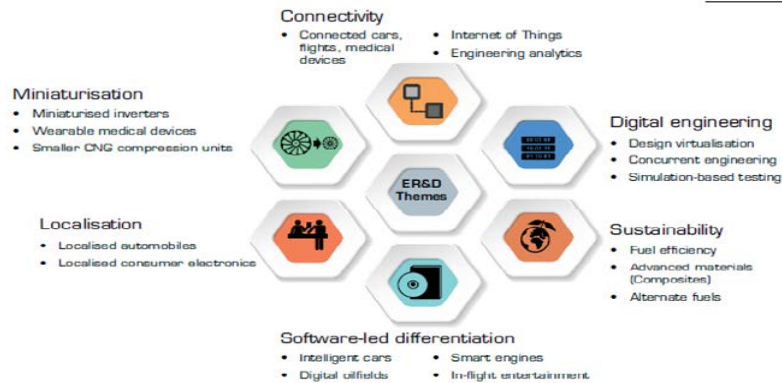 Connectivity
• Connected cars, flights, medical devices
• Internet of Things
• Engineering analytics
Miniaturisation
• Miniaturised inverters
• Wearable medical devices
• Smaller CNG compression units
Digital engineering
• Design virtualisation
• Concurrent engineering
• Simulation-based testing
ER&D
Themes
Localisation
• Localised automobiles
• Localised consumer electronics
Sustainability
• Fuel efficiency
• Advanced materials
(Composites)
• Alternate fuels
Software-led differentiation
• Intelligent cars
• Digital oilfields
• Smart engines
• In-flight entertainment